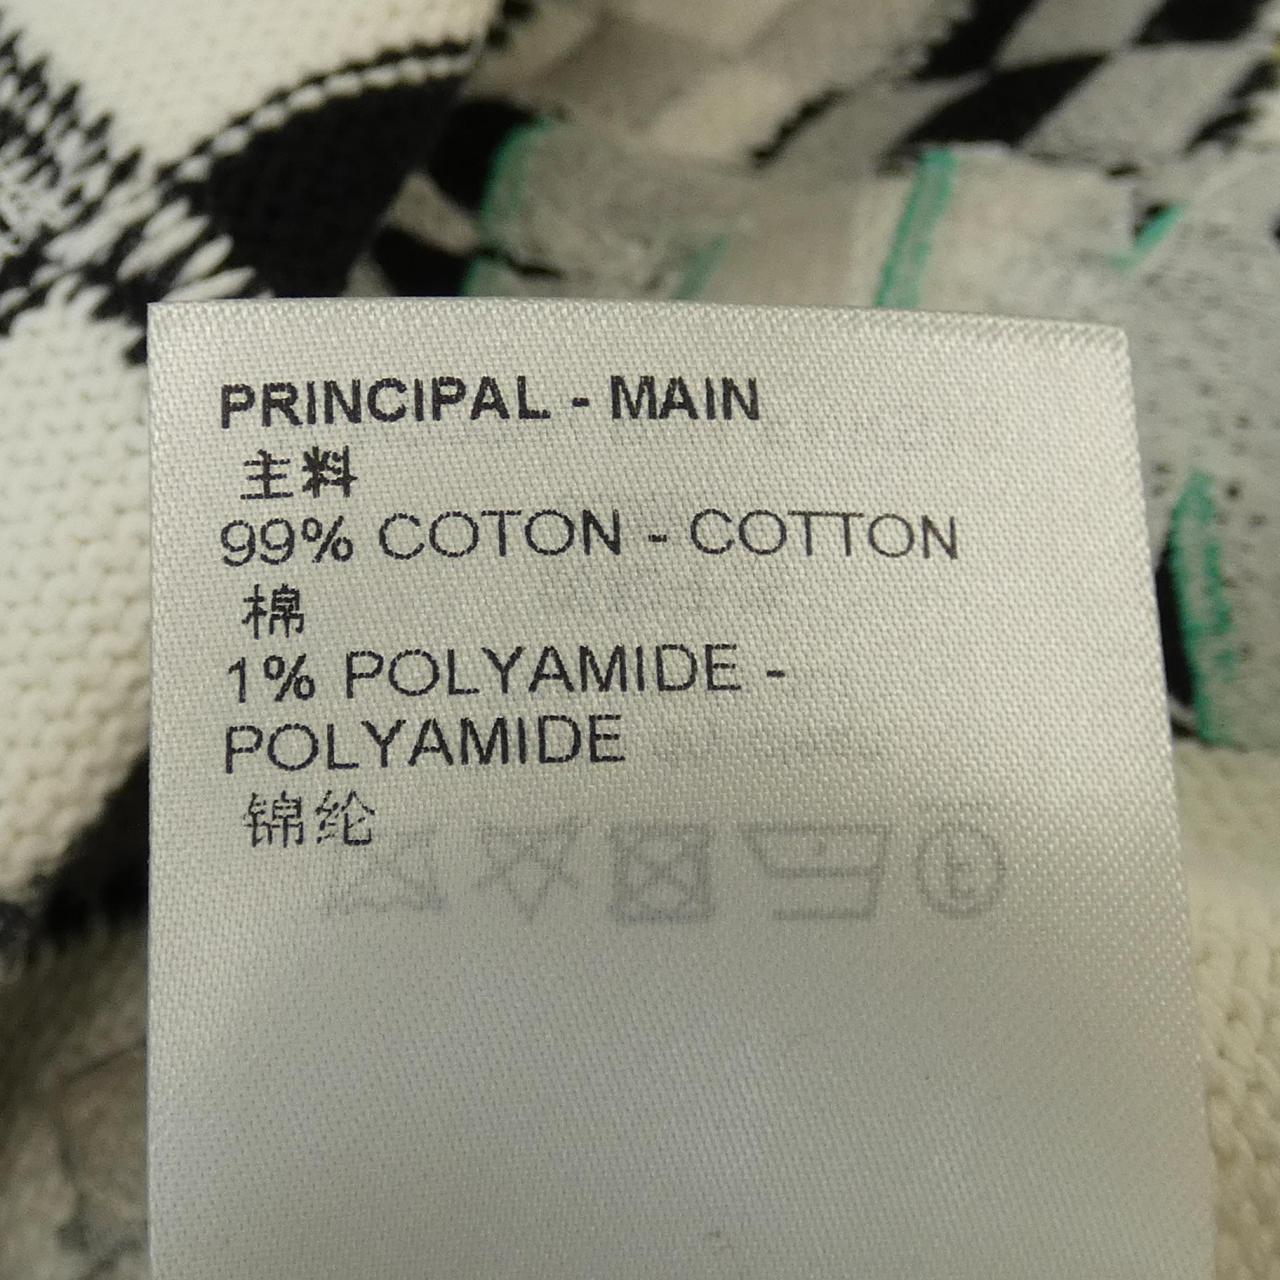 PRINCIPAL - MAIN
主料
99% COTON - COTTON
棉
1% POLYAMIDE -
POLYAMIDE
锦纶